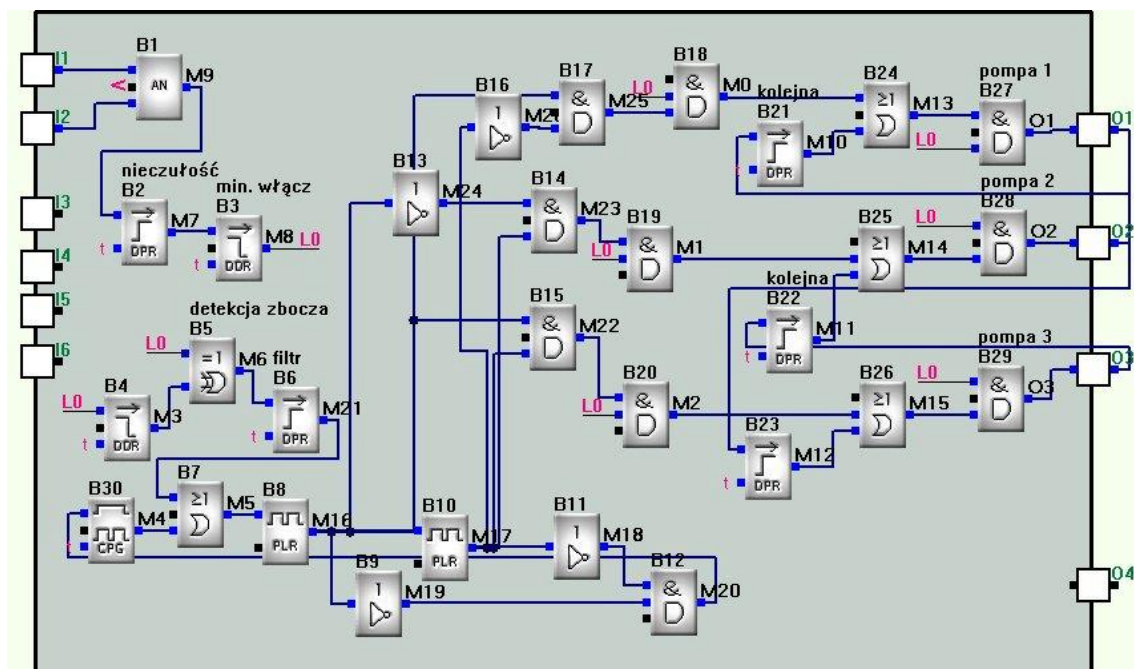 I1
I2
I3
I4
I5
I6
B1
AN
M9
nieczułość
B2
DPR
t
M7
min. włącz
B3
DDR
t
M8
L0
detekcja zbocza
L0
B5
=1
M6
filtr
B6
DPR
t
M21
L0
B4
DDR
t
M3
B30
CPG
M4
B7
≥1
M5
B8
PLR
M16
B9
1
M19
B10
PLR
M17
B11
1
M18
B12
&
M20
B13
1
M24
B16
1
B17
&
M25
L0
B18
&
M0
B14
&
M23
L0
B19
&
M1
B15
&
M22
L0
B20
&
M2
kolejna
B21
DPR
t
M10
B24
≥1
M13
pompa 1
B27
&
L0
O1
O1
B25
≥1
M14
pompa 2
L0
B28
&
O2
O2
kolejna
B22
DPR
t
M11
B23
DPR
t
M12
B26
≥1
M15
pompa 3
L0
B29
&
O3
O3
O4